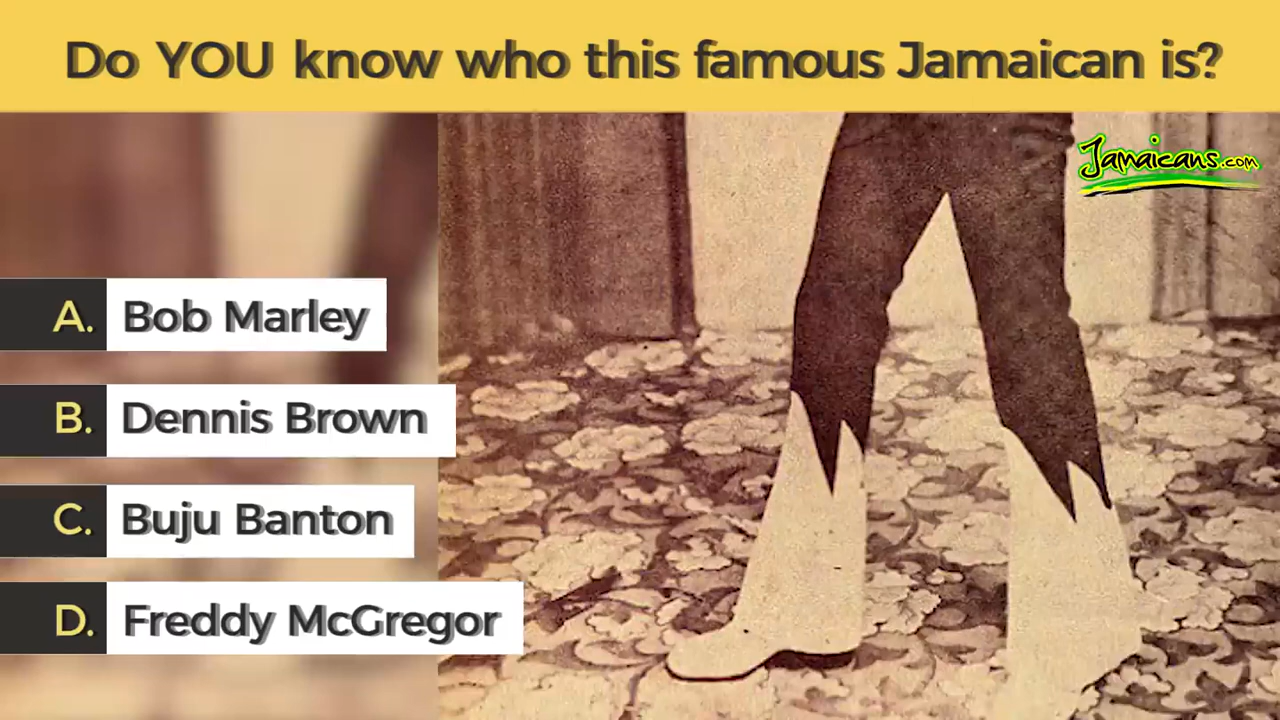 Do YOU know who this famous Jamaican is?
Jamaicans.com
A. Bob Marley
B. Dennis Brown
C. Buju Banton
D. Freddy McGregor